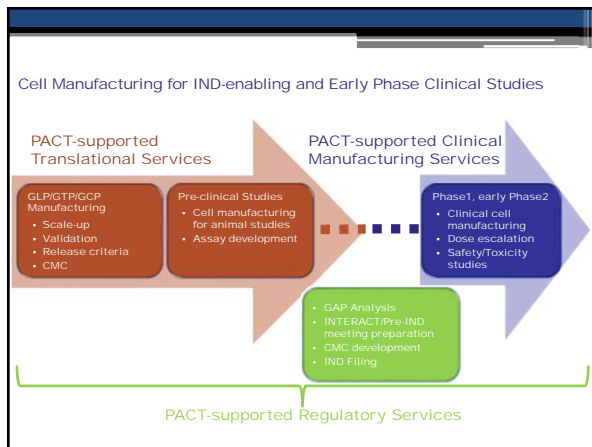 Cell Manufacturing for IND-enabling and Early Phase Clinical Studies
PACT-supported
Translational Services
PACT-supported Clinical
Manufacturing Services
GLP/GTP/GCP
Manufacturing
• Scale-up
• Validation
• Release criteria
• CMC
Pre-clinical Studies
• Cell manufacturing
for animal studies
• Assay development
Phase1, early Phase2
• Clinical cell
manufacturing
• Dose escalation
• Safety/Toxicity
studies
• GAP Analysis
• INTERACT/Pre-IND
meeting preparation
• CMC development
• IND Filing
PACT-supported Regulatory Services